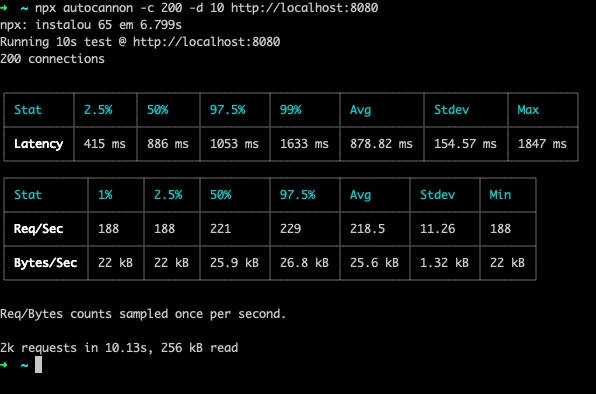 ➜ ~ npx autocannon -c 200 -d 10 http://localhost:8080
npx: instalou 65 em 6.799s
Running 10s test @ http://localhost:8080
200 connections
Stat 2.5% 50% 97.5% 99% Avg Stdev Max
Latency 415 ms 886 ms 1053 ms 1633 ms 878.82 ms 154.57 ms 1847 ms
Stat 1% 2.5% 50% 97.5% Avg Stdev Min
Req/Sec 188 188 221 229 218.5 11.26 188
Bytes/Sec 22 kB 22 kB 25.9 kB 26.8 kB 25.6 kB 1.32 kB 22 kB
Req/Bytes counts sampled once per second.
2k requests in 10.13s, 256 kB read
➜ ~